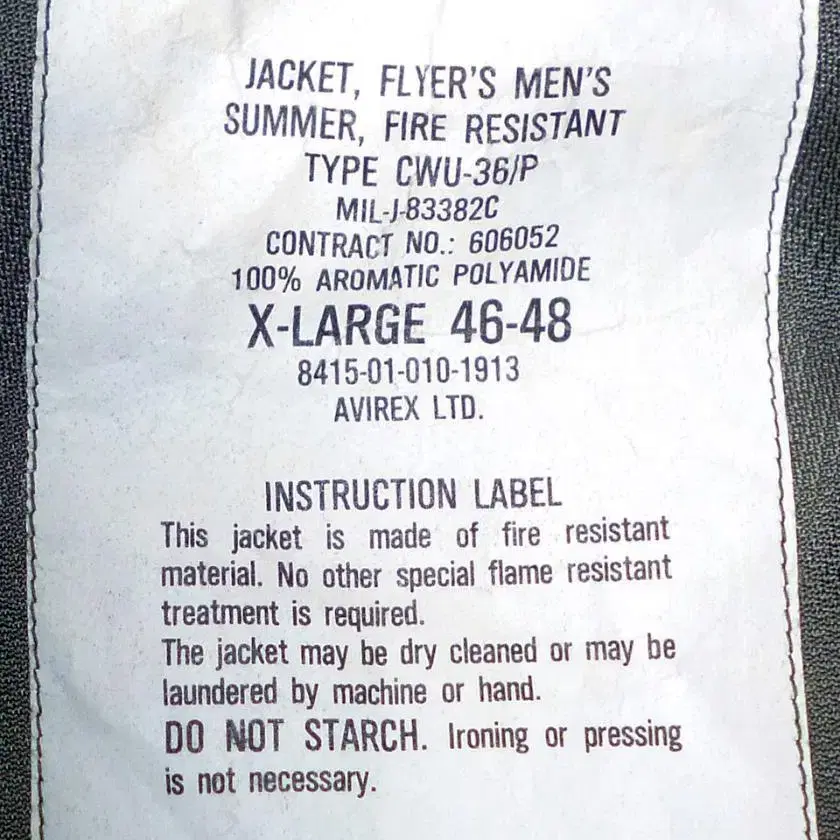 JACKET, FLYER'S MEN'S
SUMMER, FIRE RESISTANT
TYPE CWU-36/P
MIL-J-83382C
CONTRACT NO.: 606052
100% AROMATIC POLYAMIDE
X-LARGE 46-48
8415-01-010-1913
AVIREX LTD.
INSTRUCTION LABEL
This jacket is made of fire resistant
material. No other special flame resistant
treatment is required.
The jacket may be dry cleaned or may be
laundered by machine or hand.
DO NOT STARCH. Ironing or pressing
is not necessary.